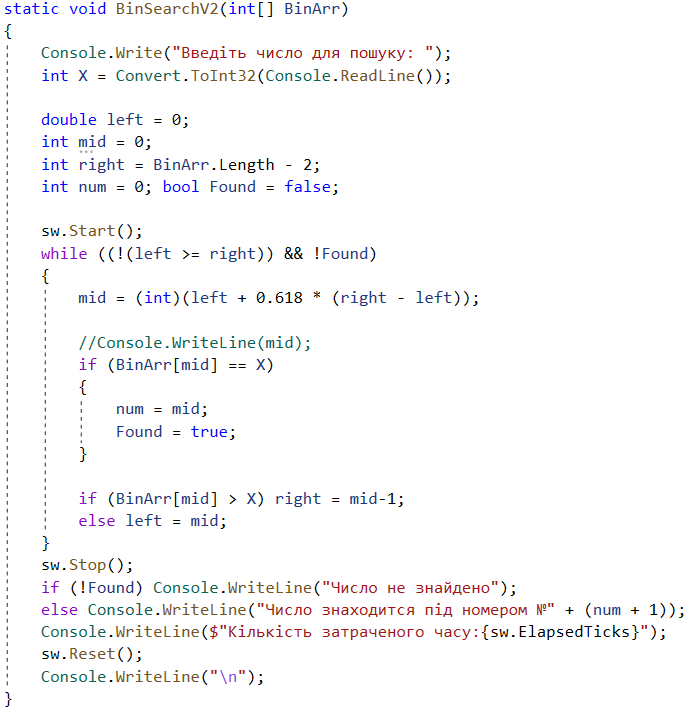 static void BinSearchV2(int[] BinArr)
{
    Console.Write("Введіть число для пошуку: ");
    int X = Convert.ToInt32(Console.ReadLine());

    double left = 0;
    int mid = 0;
    int right = BinArr.Length - 2;
    int num = 0; bool Found = false;

    sw.Start();
    while ((!(left >= right)) && !Found)
    {
        mid = (int)(left + 0.618 * (right - left));

        //Console.WriteLine(mid);
        if (BinArr[mid] == X)
        {
            num = mid;
            Found = true;
        }

        if (BinArr[mid] > X) right = mid-1;
        else left = mid;
    }
    sw.Stop();
    if (!Found) Console.WriteLine("Число не знайдено");
    else Console.WriteLine("Число знаходится під номером №" + (num + 1));
    Console.WriteLine($"Кількість затраченого часу:{sw.ElapsedTicks}");
    sw.Reset();
    Console.WriteLine("\n");
}